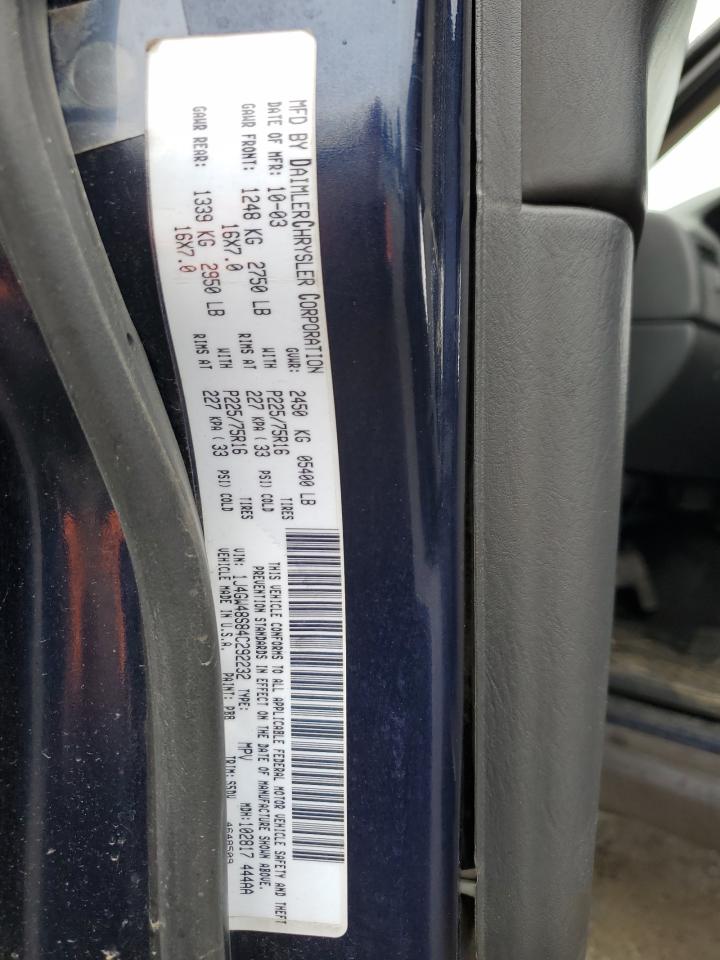 MFD BY DAIMLERCHRYSLER CORPORATION
DATE OF MFR: 10-03 GVWR: 2450 KG 05400 LB
GAWR FRONT: 1248 KG 2750 LB WITH P225/75R16 TIRES
16X7.0 RIMS AT 227 KPA ( 33 PSI) COLD
GAWR REAR: 1339 KG 2950 LB WITH P225/75R16 TIRES
16X7.0 RIMS AT 227 KPA ( 33 PSI) COLD
THIS VEHICLE CONFORMS TO ALL APPLICABLE FEDERAL MOTOR VEHICLE SAFETY AND THEFT
PREVENTION STANDARDS IN EFFECT ON THE DATE OF MANUFACTURE SHOWN ABOVE.
VIN: 1J4GW48S84C292232 TYPE: MPV MDH: 102817 444AA
VEHICLE MADE IN U.S.A. PAINT: PBB TRIM: